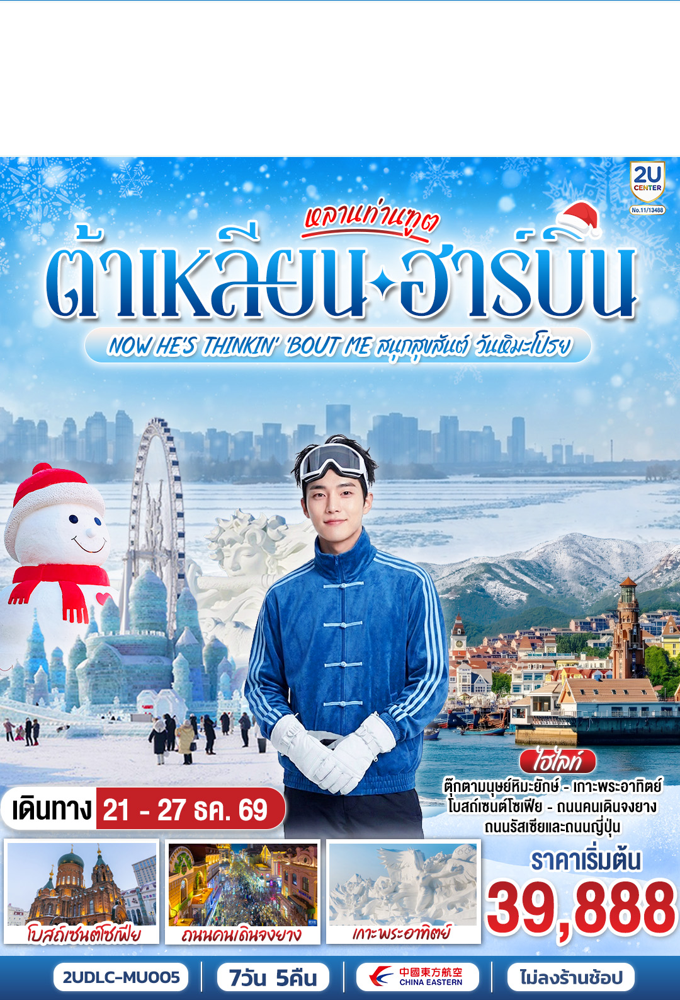 2U
CENTER
No.11/13488
หลานท่านฑูต
ต้าเหลียน ฮาร์บิน
NOW HE'S THINKIN' 'BOUT ME สนุกสุขสันต์ วันหิมะโปรย
ไฮไลท์
ตุ๊กตามนุษย์หิมะยักษ์ - เกาะพระอาทิตย์
โบสถ์เซนต์โซเฟีย - ถนนคนเดินจงยาง
ถนนรัสเซียและถนนญี่ปุ่น
เดินทาง 21 - 27 ธค. 69
ราคาเริ่มต้น
39,888
โบสถ์เซนต์โซเฟีย
ถนนคนเดินจงยาง
เกาะพระอาทิตย์
2UDLC-MU005
7วัน 5คืน
中國東方航空
CHINA EASTERN
ไม่ลงร้านช้อป